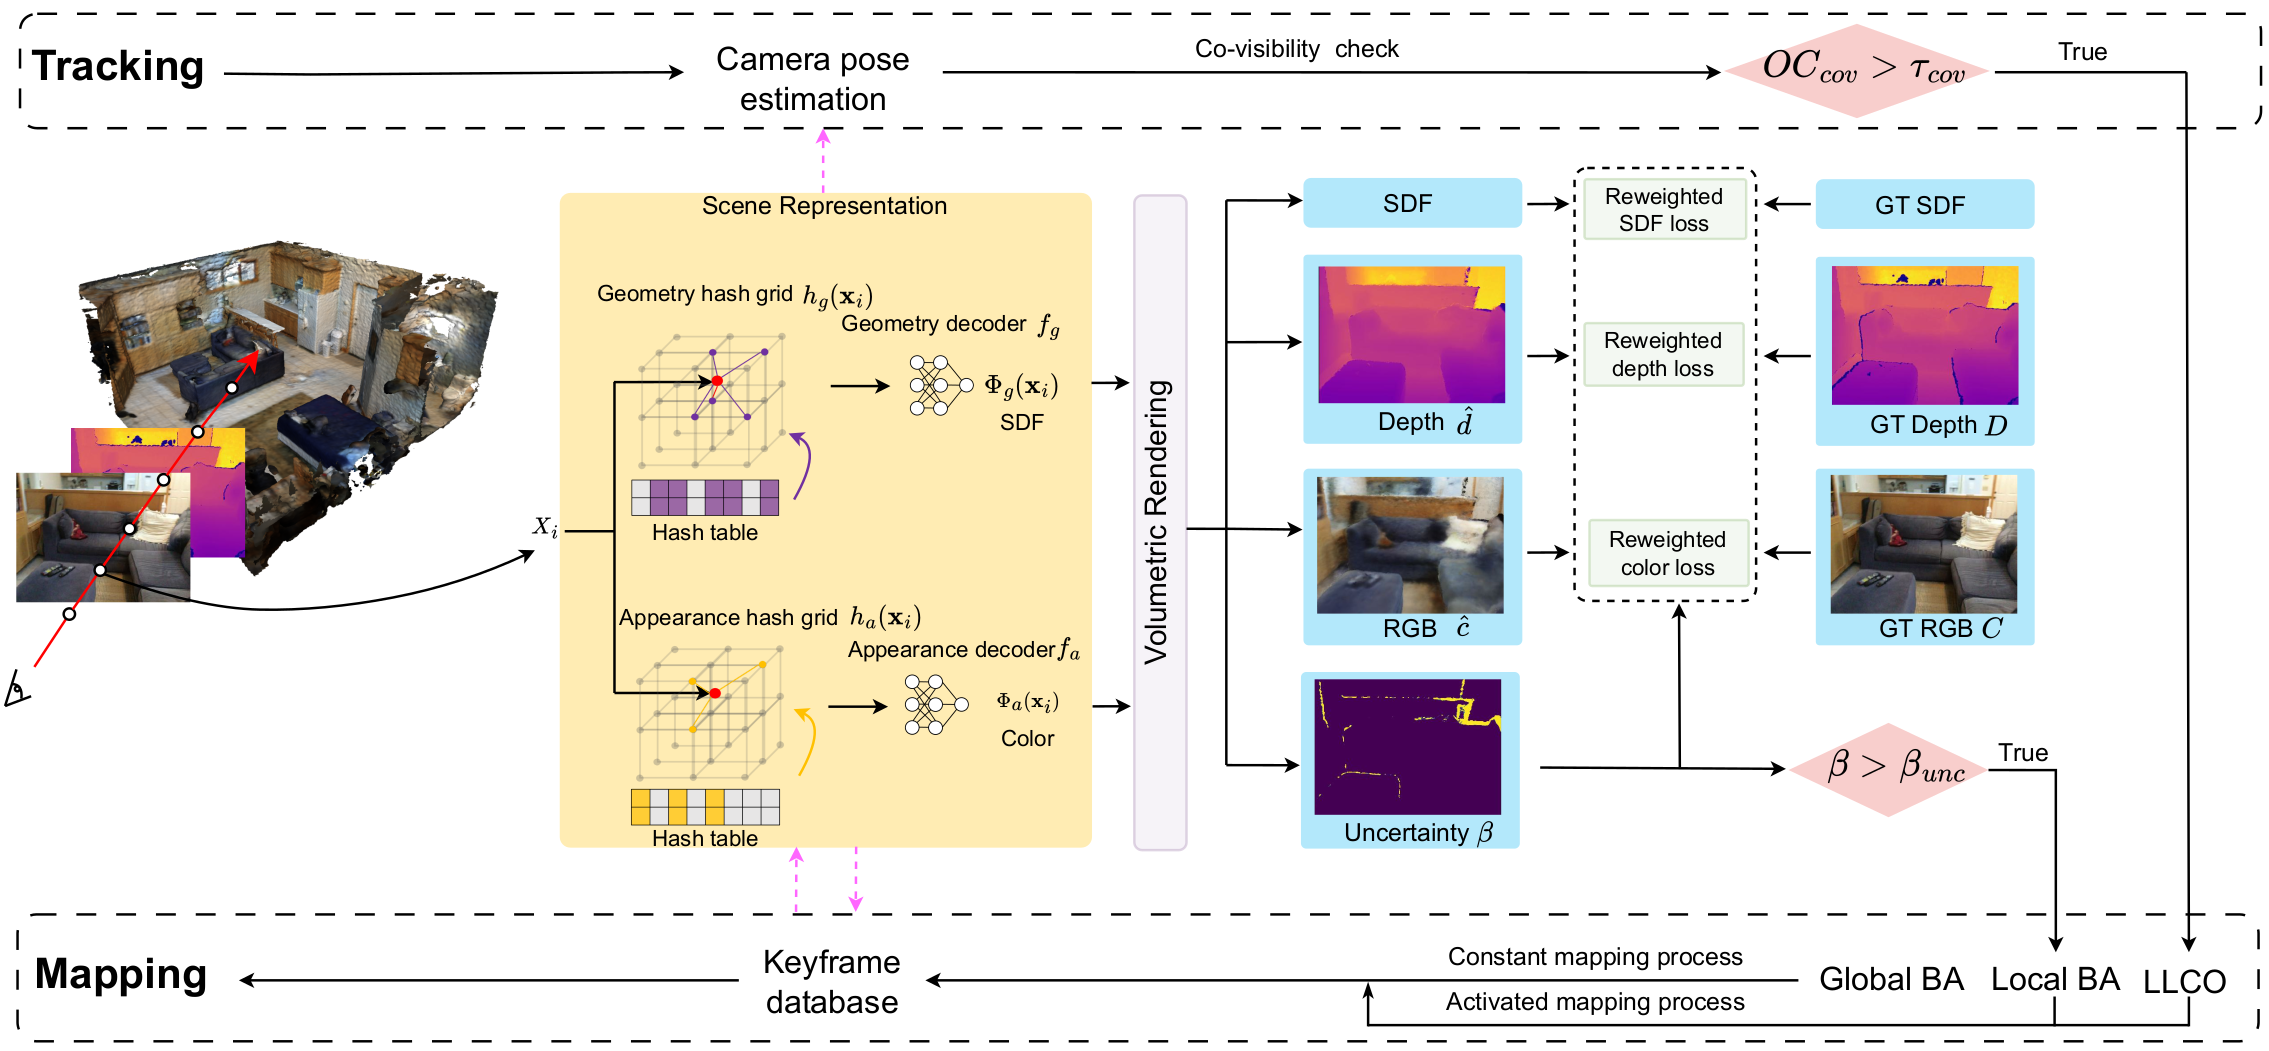 Tracking
Camera pose
estimation
Co-visibility check
$OC_{cov} > \tau_{cov}$
True
Scene Representation
Geometry hash grid $h_g(\mathbf{x}_i)$
Geometry decoder $f_g$
$\Phi_g(\mathbf{x}_i)$
SDF
Hash table
$X_i$
Appearance hash grid $h_a(\mathbf{x}_i)$
Appearance decoder $f_a$
$\Phi_a(\mathbf{x}_i)$
Color
Hash table
Volumetric Rendering
SDF
Reweighted
SDF loss
GT SDF
Depth $\hat{d}$
Reweighted
depth loss
GT Depth $D$
RGB $\hat{c}$
Reweighted
color loss
GT RGB $C$
Uncertainty $\beta$
$\beta > \beta_{unc}$
True
Mapping
Keyframe
database
Constant mapping process
Activated mapping process
Global BA
Local BA
LLCO